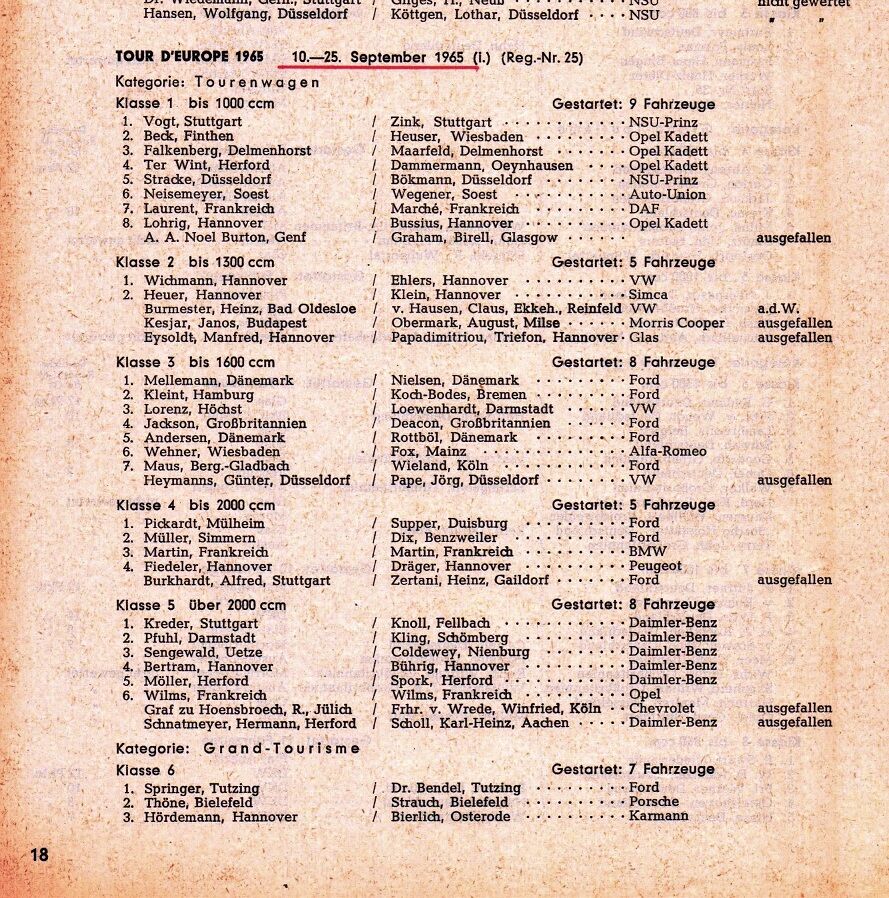 Dr. Wiedemann, Gerh., Stuttgart / Gilges, H., Neuß · · · · · · · NSU nicht gewertet
Hansen, Wolfgang, Düsseldorf / Köttgen, Lothar, Düsseldorf · · · · NSU " "
TOUR D'EUROPE 1965 10.—25. September 1965 (i.) (Reg.-Nr. 25)
Kategorie: Tourenwagen
Klasse 1 bis 1000 ccm Gestartet: 9 Fahrzeuge
1. Vogt, Stuttgart / Zink, Stuttgart · · · · · · · · · · · · NSU-Prinz
2. Beck, Finthen / Heuser, Wiesbaden · · · · · · · · · Opel Kadett
3. Falkenberg, Delmenhorst / Maarfeld, Delmenhorst · · · · · · · · Opel Kadett
4. Ter Wint, Herford / Dammermann, Oeynhausen · · · · Opel Kadett
5. Stracke, Düsseldorf / Bökmann, Düsseldorf · · · · · · · · NSU-Prinz
6. Neisemeyer, Soest / Wegener, Soest · · · · · · · · · · · Auto-Union
7. Laurent, Frankreich / Marché, Frankreich · · · · · · · · · · DAF
8. Lohrig, Hannover / Bussius, Hannover · · · · · · · · · · Opel Kadett
A. A. Noel Burton, Genf / Graham, Birell, Glasgow · · · · · · ausgefallen
Klasse 2 bis 1300 ccm Gestartet: 5 Fahrzeuge
1. Wichmann, Hannover / Ehlers, Hannover · · · · · · · · · · VW
2. Heuer, Hannover / Klein, Hannover · · · · · · · · · · Simca
Burmester, Heinz, Bad Oldesloe / v. Hausen, Claus, Ekkeh., Reinfeld VW a.d.W.
Kesjar, Janos, Budapest / Obermark, August, Milse · · · · · Morris Cooper ausgefallen
Eysoldt, Manfred, Hannover / Papadimitriou, Triefon, Hannover · Glas ausgefallen
Klasse 3 bis 1600 ccm Gestartet: 8 Fahrzeuge
1. Mellemann, Dänemark / Nielsen, Dänemark · · · · · · · · · Ford
2. Kleint, Hamburg / Koch-Bodes, Bremen · · · · · · · · Ford
3. Lorenz, Höchst / Loewenhardt, Darmstadt · · · · · · VW
4. Jackson, Großbritannien / Deacon, Großbritannien · · · · · · Ford
5. Andersen, Dänemark / Rottböl, Dänemark · · · · · · · · · Ford
6. Wehner, Wiesbaden / Fox, Mainz · · · · · · · · · · · · · Alfa-Romeo
7. Maus, Berg.-Gladbach / Wieland, Köln · · · · · · · · · · · Ford
Heymanns, Günter, Düsseldorf / Pape, Jörg, Düsseldorf · · · · · · · VW ausgefallen
Klasse 4 bis 2000 ccm Gestartet: 5 Fahrzeuge
1. Pickardt, Mülheim / Supper, Duisburg · · · · · · · · · · Ford
2. Müller, Simmern / Dix, Benzweiler · · · · · · · · · · Ford
3. Martin, Frankreich / Martin, Frankreich · · · · · · · · · BMW
4. Fiedeler, Hannover / Dräger, Hannover · · · · · · · · · Peugeot
Burkhardt, Alfred, Stuttgart / Zertani, Heinz, Gaildorf · · · · · · · Ford ausgefallen
Klasse 5 über 2000 ccm Gestartet: 8 Fahrzeuge
1. Kreder, Stuttgart / Knoll, Fellbach · · · · · · · · · · · · Daimler-Benz
2. Pfuhl, Darmstadt / Kling, Schömberg · · · · · · · · · · Daimler-Benz
3. Sengewald, Uetze / Coldewey, Nienburg · · · · · · · · Daimler-Benz
4. Bertram, Hannover / Bührig, Hannover · · · · · · · · · · Daimler-Benz
5. Möller, Herford / Spork, Herford · · · · · · · · · · · · Daimler-Benz
6. Wilms, Frankreich / Wilms, Frankreich · · · · · · · · · · Opel
Graf zu Hoensbroech, R., Jülich / Frhr. v. Wrede, Winfried, Köln · · Chevrolet ausgefallen
Schnatmeyer, Hermann, Herford / Scholl, Karl-Heinz, Aachen · · · · · Daimler-Benz ausgefallen
Kategorie: Grand-Tourisme
Klasse 6 Gestartet: 7 Fahrzeuge
1. Springer, Tutzing / Dr. Bendel, Tutzing · · · · · · · · · Ford
2. Thöne, Bielefeld / Strauch, Bielefeld · · · · · · · · · · Porsche
3. Hördemann, Hannover / Bierlich, Osterode · · · · · · · · · Karmann
18